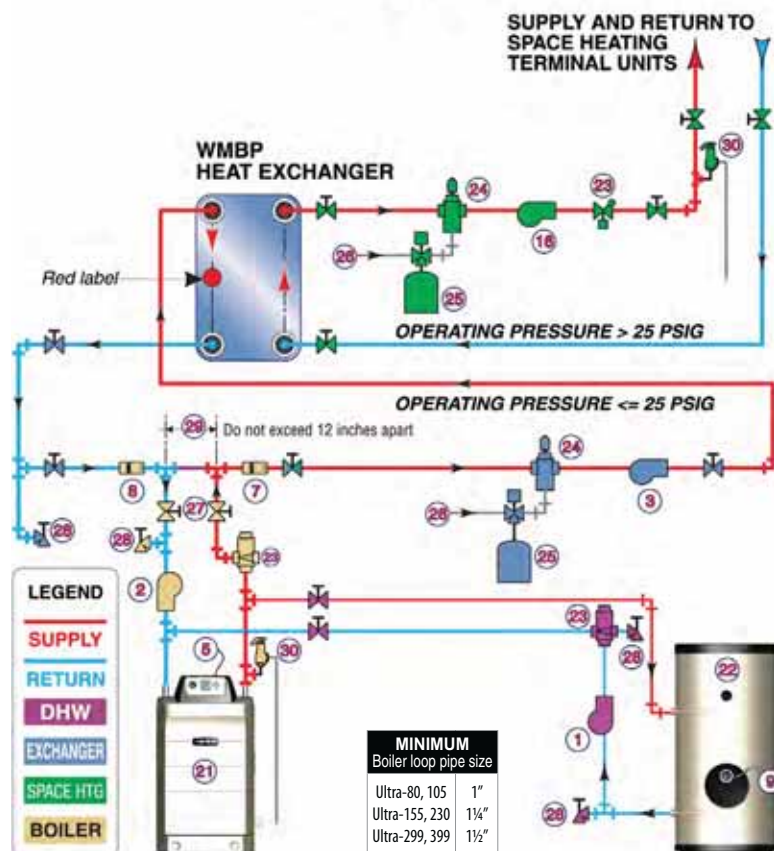 SUPPLY AND RETURN TO
SPACE HEATING
TERMINAL UNITS
WMBP
HEAT EXCHANGER
30
24
23
16
Red label
26
25
OPERATING PRESSURE > 25 PSIG
OPERATING PRESSURE <= 25 PSIG
29
Do not exceed 12 inches apart
24
8
7
3
27
26
28
28
23
25
LEGEND
2
SUPPLY
23
5
30
28
RETURN
22
DHW
1
EXCHANGER
21
MINIMUM
Boiler loop pipe size
9
SPACE HTG
Ultra-80, 105 1"
28
BOILER
Ultra-155, 230 1¼"
Ultra-299, 399 1½"